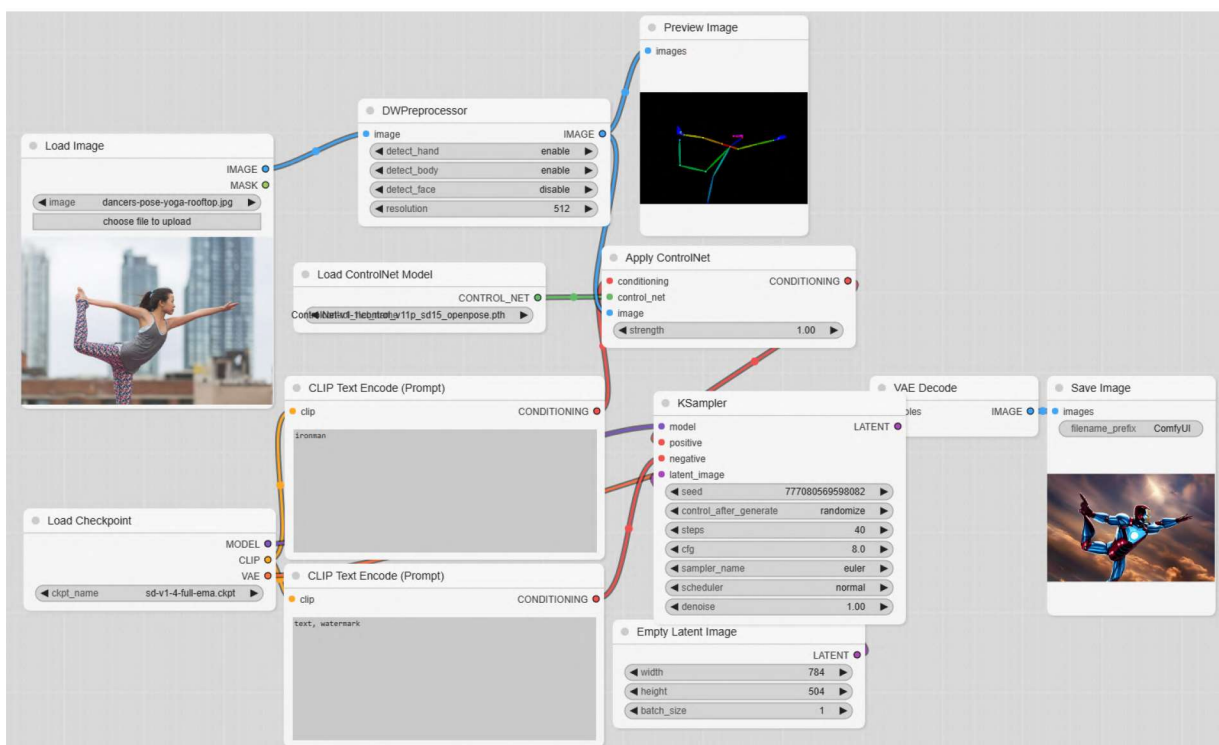 Preview Image
images
DWPreprocessor
image IMAGE
detect_hand enable
detect_body enable
detect_face disable
resolution 512
Load Image
IMAGE
MASK
image dancers-pose-yoga-rooftop.jpg
choose file to upload
Apply ControlNet
conditioning CONDITIONING
control_net
image
strength 1.00
Load ControlNet Model
CONTROL_NET
v11p_sd15_openpose.pth
CLIP Text Encode (Prompt)
clip CONDITIONING
ironman
KSampler
model LATENT
positive
negative
latent_image
seed 777080569598082
control_after_generate randomize
steps 40
cfg 8.0
sampler_name euler
scheduler normal
denoise 1.00
VAE Decode
IMAGE
Save Image
images
filename_prefix ComfyUI
Load Checkpoint
MODEL
CLIP
VAE
ckpt_name sd-v1-4-full-ema.ckpt
CLIP Text Encode (Prompt)
clip CONDITIONING
text, watermark
Empty Latent Image
LATENT
width 784
height 504
batch_size 1